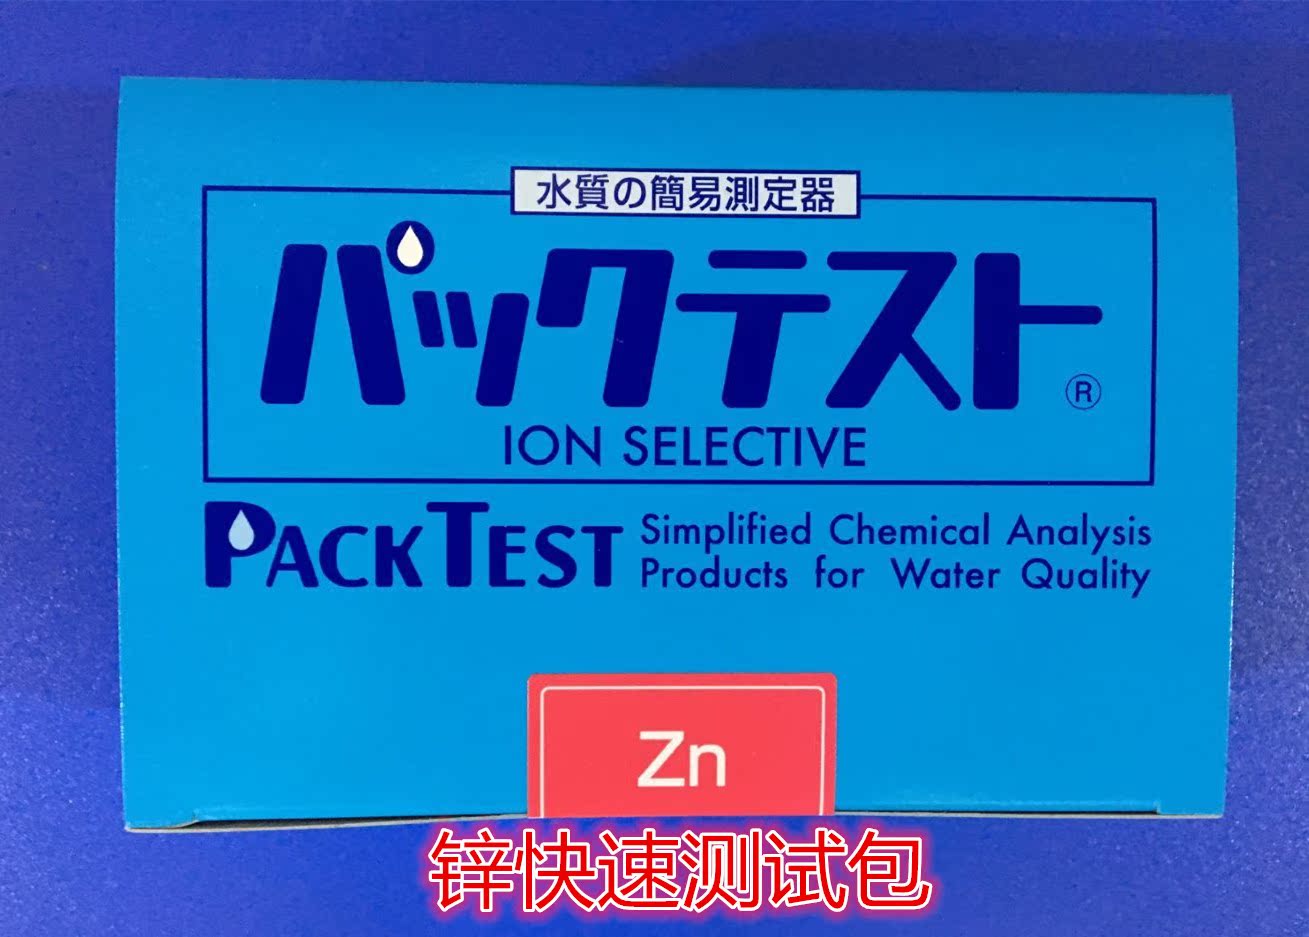 水質の簡易測定器
パックテスト®
ION SELECTIVE
PACKTEST
Simplified Chemical Analysis
Products for Water Quality
Zn
锌快速测试包